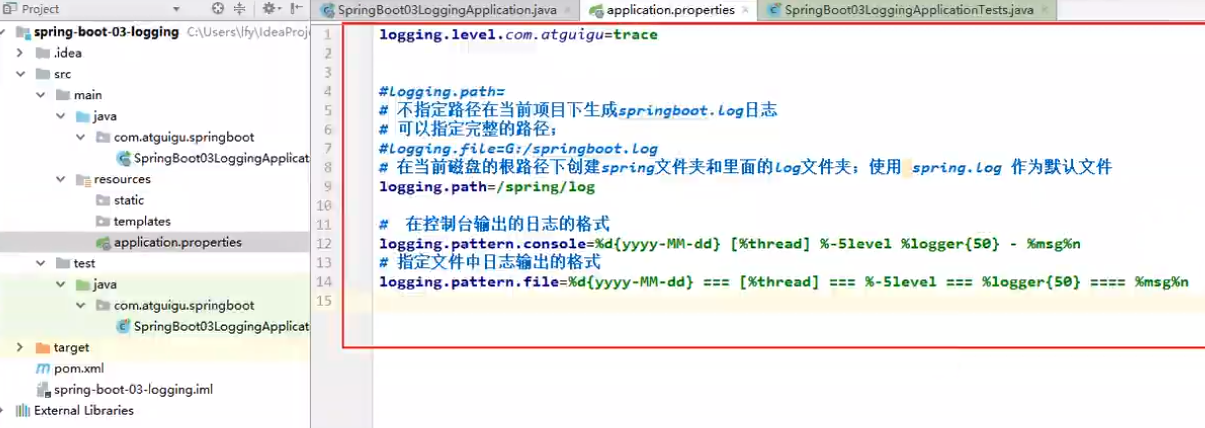 Project
SpringBoot03LoggingApplication.java
application.properties
SpringBoot03LoggingApplicationTests.java
spring-boot-03-logging C:\Users\lfy\IdeaProj
.idea
src
main
java
com.atguigu.springboot
SpringBoot03LoggingApplicat
resources
static
templates
application.properties
test
java
com.atguigu.springboot
SpringBoot03LoggingApplicat
target
pom.xml
spring-boot-03-logging.iml
External Libraries
1 logging.level.com.atguigu=trace
2
3
4 #logging.path=
5 # 不指定路径在当前项目下生成springboot.log日志
6 # 可以指定完整的路径;
7 #logging.file=G:/springboot.log
8 # 在当前磁盘的根路径下创建spring文件夹和里面的log文件夹;使用 spring.log 作为默认文件
9 logging.path=/spring/log
10
11 # 在控制台输出的日志的格式
12 logging.pattern.console=%d{yyyy-MM-dd} [%thread] %-5level %logger{50} - %msg%n
13 # 指定文件中日志输出的格式
14 logging.pattern.file=%d{yyyy-MM-dd} === [%thread] === %-5level === %logger{50} ==== %msg%n
15